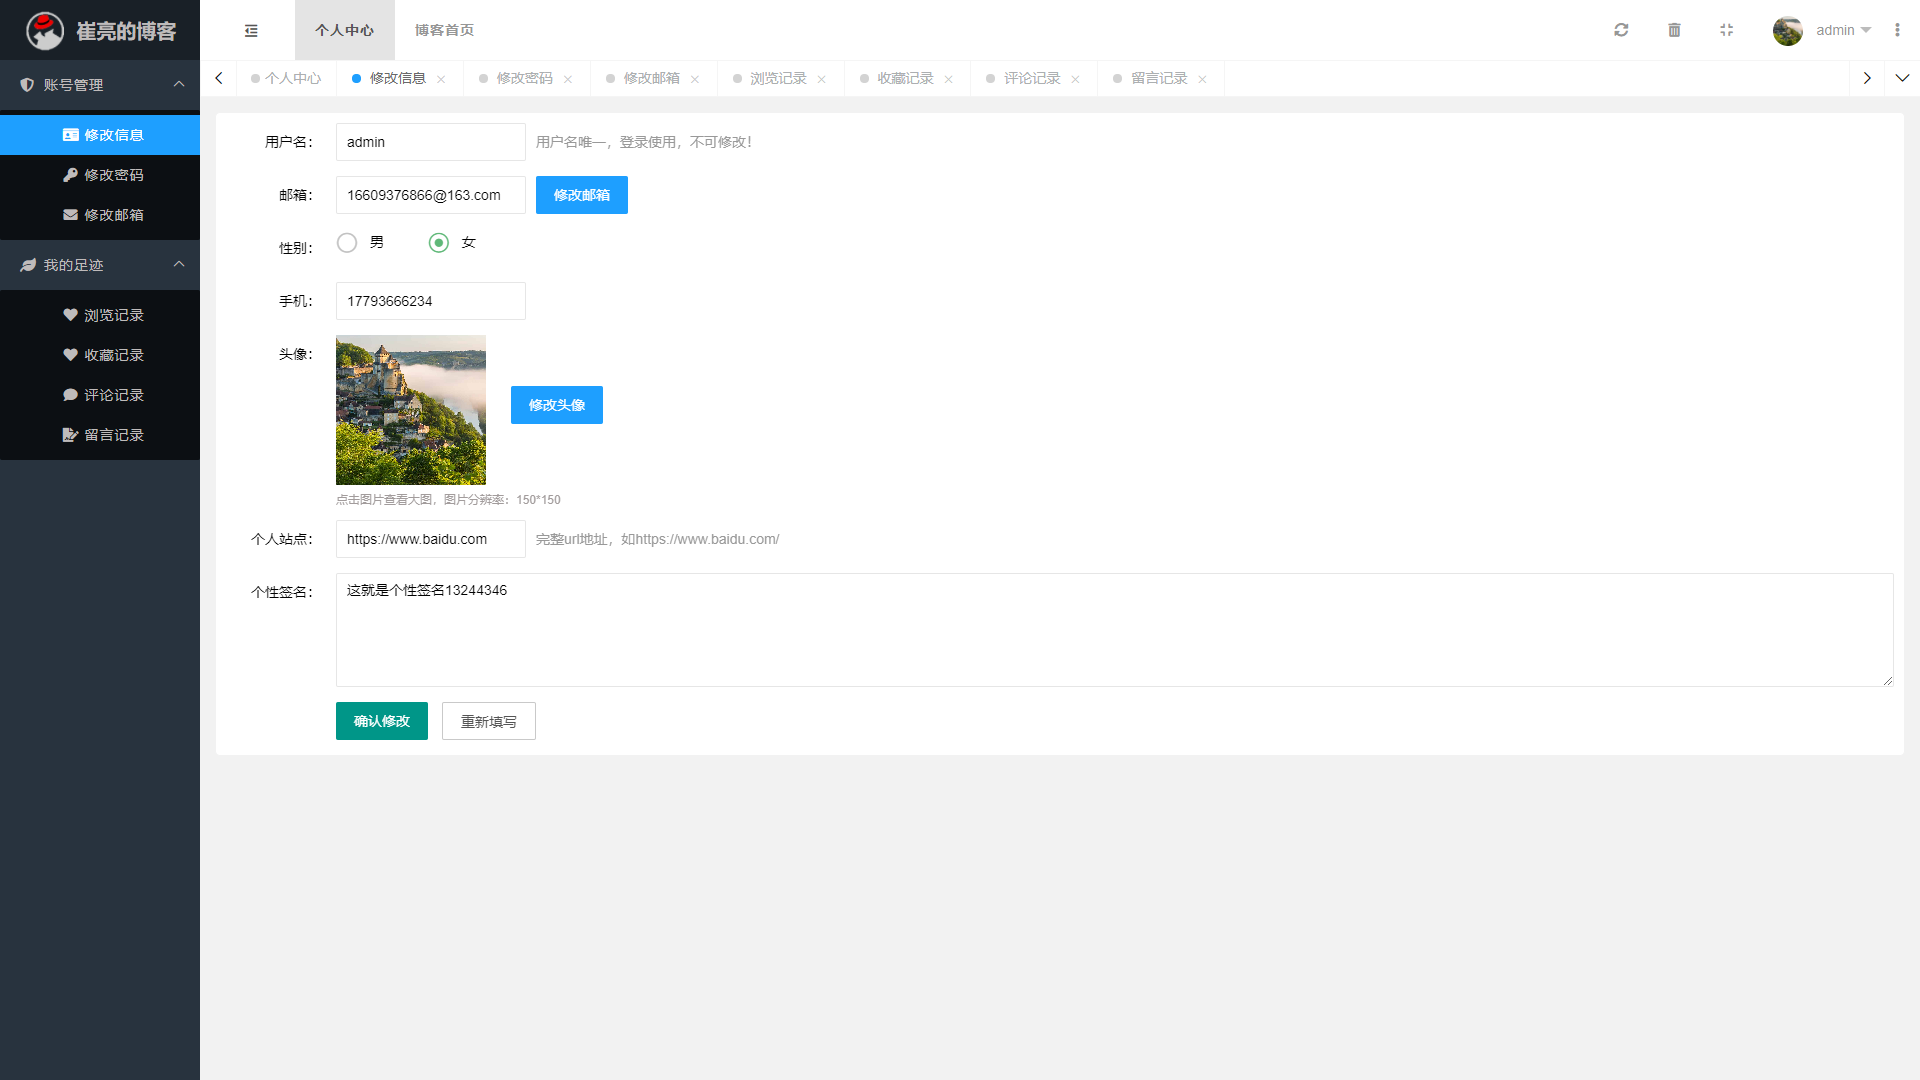 崔亮的博客
个人中心 博客首页 admin
个人中心 修改信息 修改密码 修改邮箱 浏览记录 收藏记录 评论记录 留言记录
账号管理
修改信息
修改密码
修改邮箱
我的足迹
浏览记录
收藏记录
评论记录
留言记录
用户名： admin 用户名唯一，登录使用，不可修改！
邮箱： 16609376866@163.com 修改邮箱
性别： 男 女
手机： 17793666234
头像： 修改头像
点击图片查看大图，图片分辨率：150*150
个人站点： https://www.baidu.com 完整url地址，如https://www.baidu.com/
个性签名： 这就是个性签名13244346
确认修改 重新填写